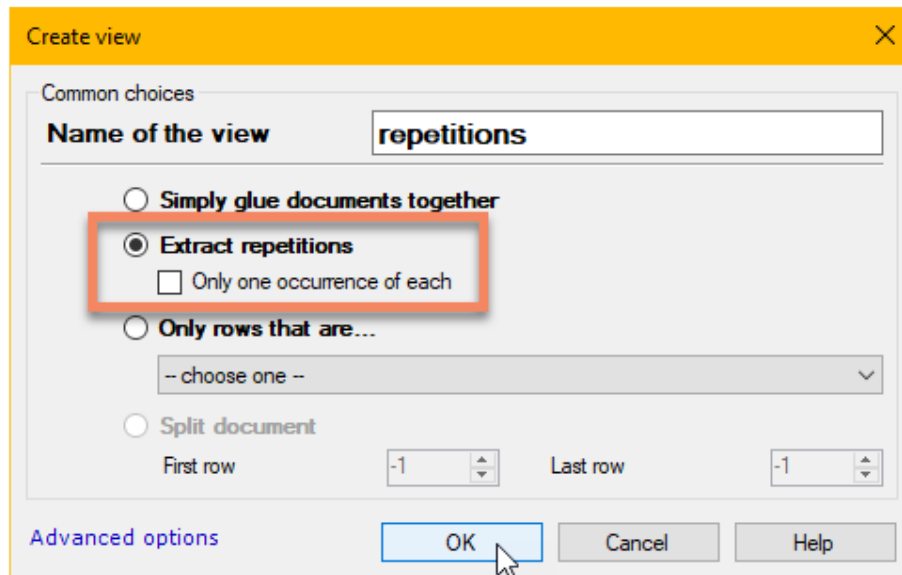 Create view
Common choices
Name of the view repetitions
Simply glue documents together
Extract repetitions
Only one occurrence of each
Only rows that are...
-- choose one --
Split document
First row -1 Last row -1
Advanced options OK Cancel Help